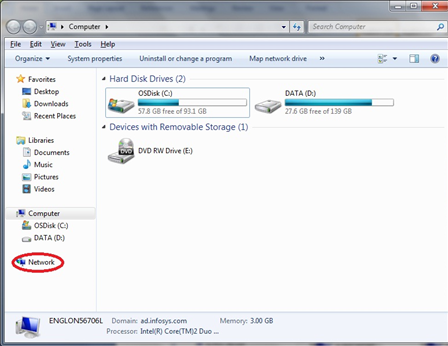 Computer
Search Computer
File Edit View Tools Help
Organize System properties Uninstall or change a program Map network drive »
Favorites
Desktop
Downloads
Recent Places
Libraries
Documents
Music
Pictures
Videos
Computer
OSDisk (C:)
DATA (D:)
Network
Hard Disk Drives (2)
OSDisk (C:)
57.8 GB free of 93.1 GB
DATA (D:)
27.6 GB free of 139 GB
Devices with Removable Storage (1)
DVD
DVD RW Drive (E:)
ENGLON56706L Domain: ad.infosys.com Memory: 3.00 GB
Processor: Intel(R) Core(TM)2 Duo ...